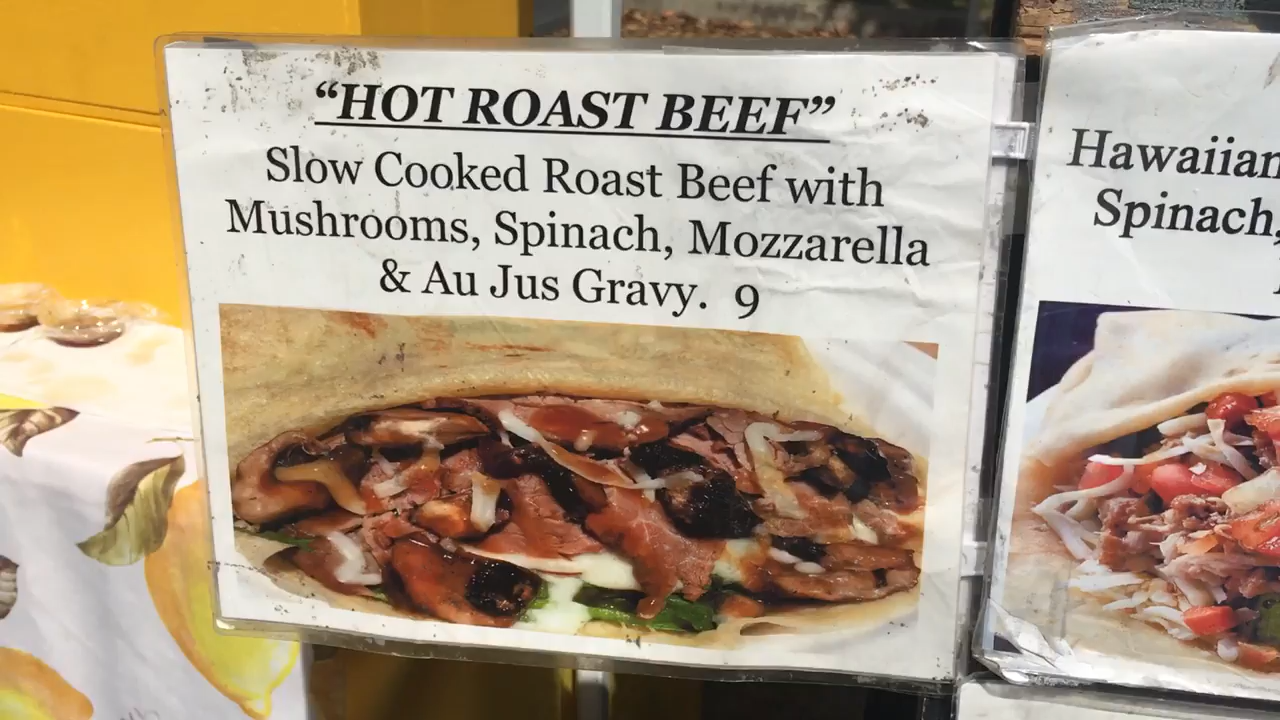 “HOT ROAST BEEF”
Slow Cooked Roast Beef with
Mushrooms, Spinach, Mozzarella
& Au Jus Gravy. 9
Hawaiian
Spinach,